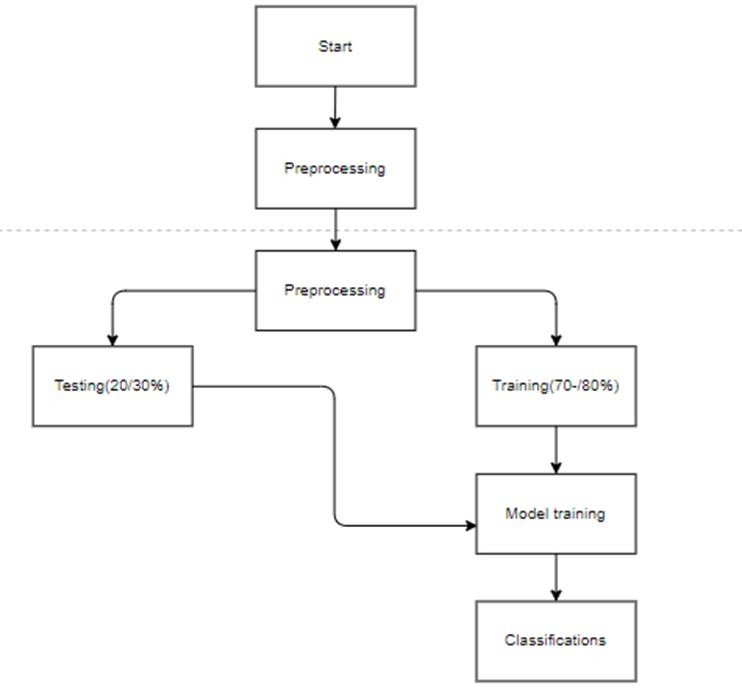 Start
Preprocessing
Preprocessing
Testing(20/30%)
Training(70-/80%)
Model training
Classifications